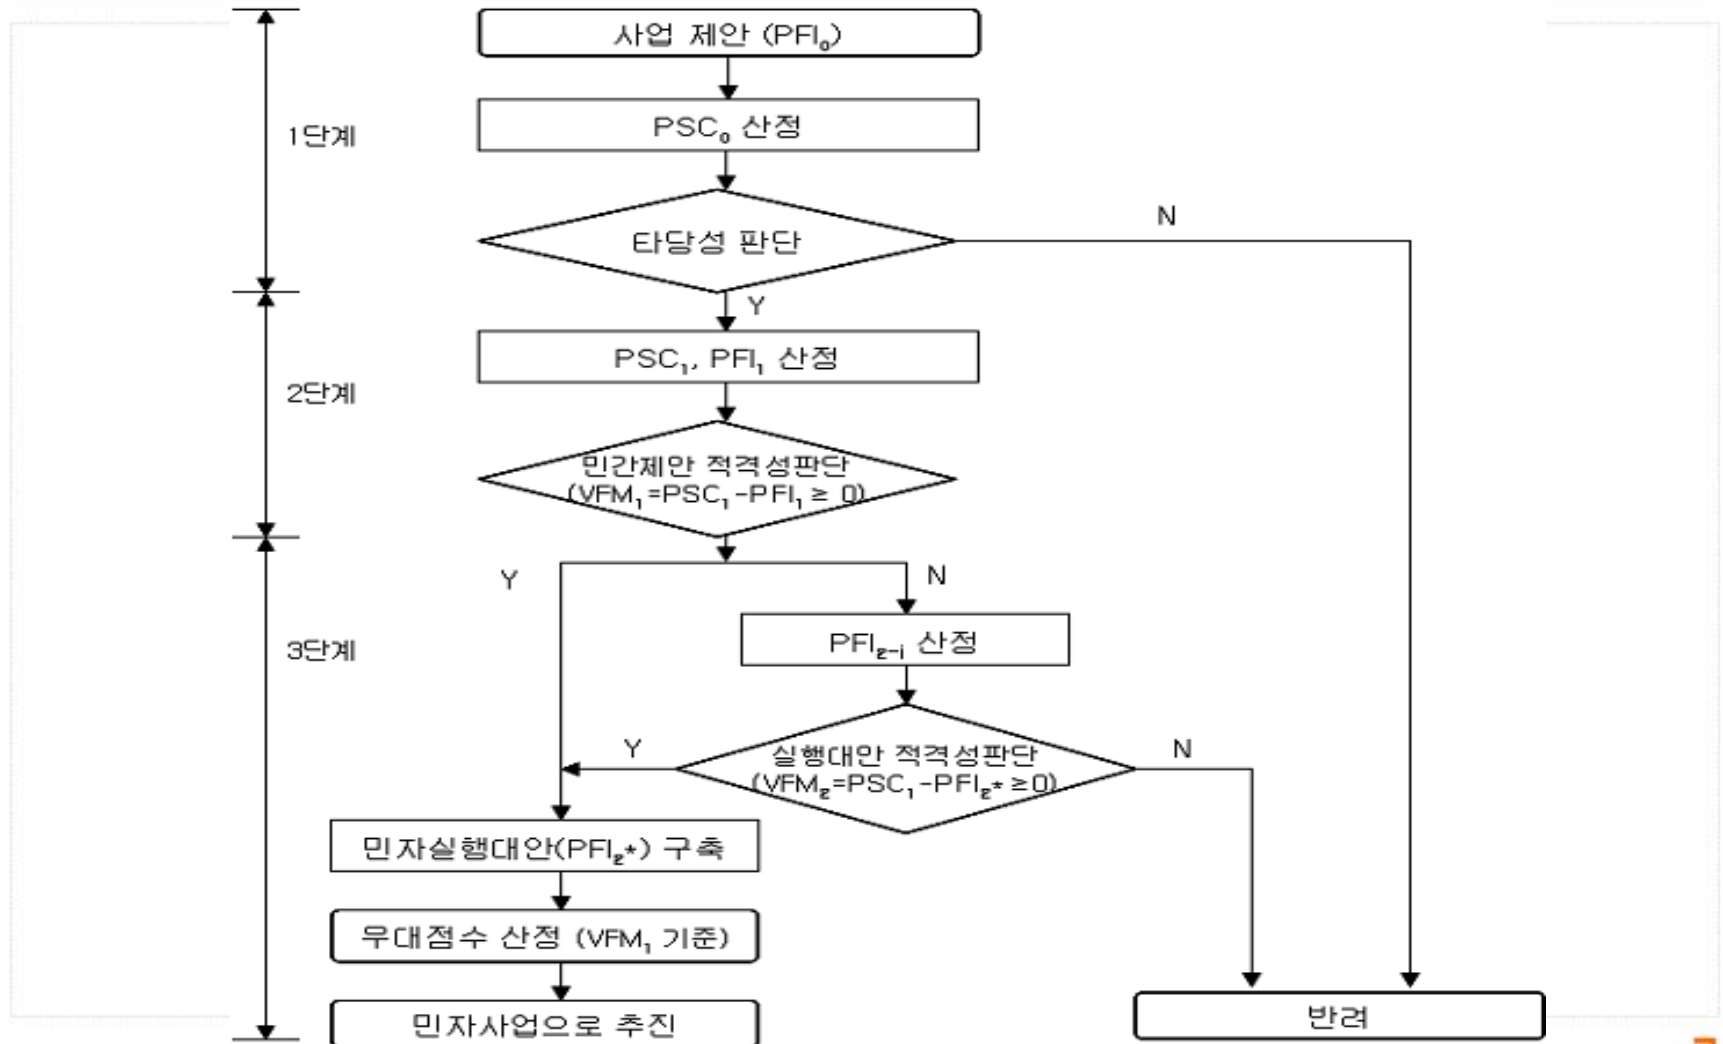 사업 제안 (PFI₀)
PSC₀ 산정
1단계
타당성 판단
N
Y
PSC₁, PFI₁ 산정
2단계
민간제안 적격성판단
(VFM₁=PSC₁-PFI₁ ≥ 0)
Y
N
PFI₂₋ᵢ 산정
3단계
실행대안 적격성판단
(VFM₂=PSC₁-PFI₂* ≥0)
Y
N
민자실행대안(PFI₂*) 구축
우대점수 산정 (VFM₁ 기준)
민자사업으로 추진
반려